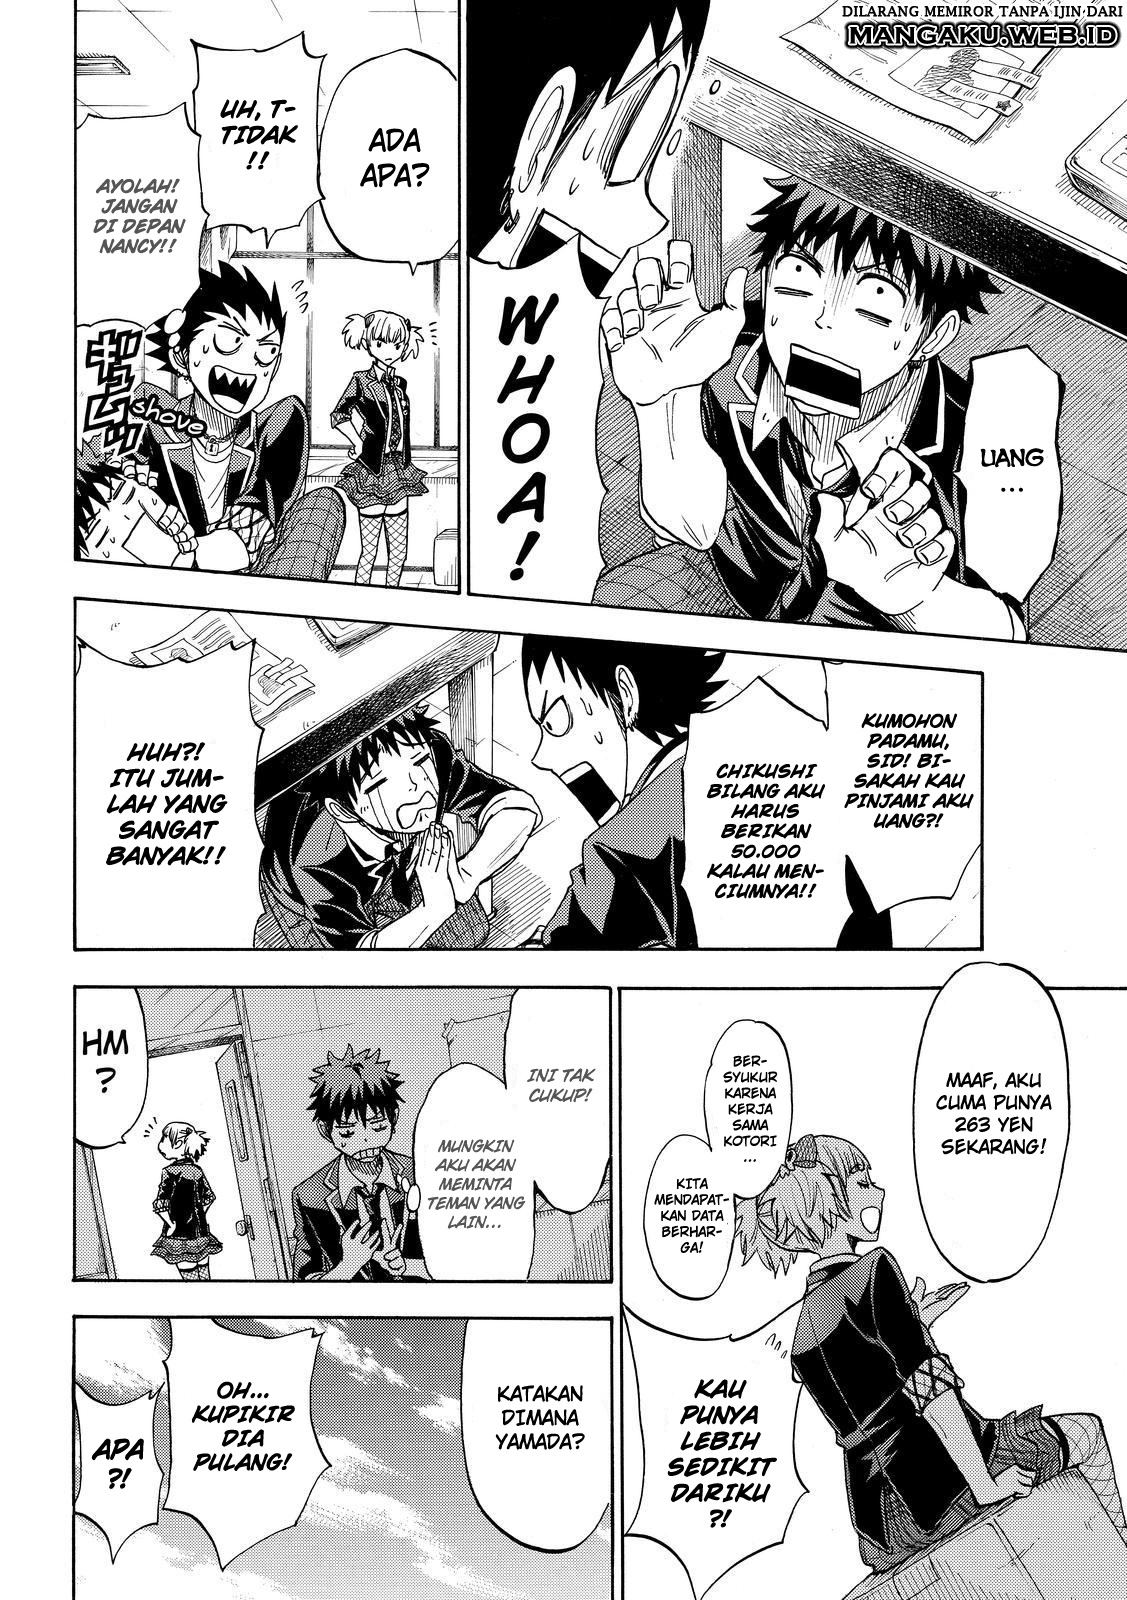 DILARANG MEMIROR TANPA IJIN DARI
MANGAKU.WEB.ID
UANG
...
WHOA!
ADA
APA?
UH, T-
TIDAK
!!
AYOLAH!
JANGAN
DI DEPAN
NANCY!!
ギュムッ
shove
KUMOHON
PADAMU,
SID! BI-
SAKAH KAU
PINJAMI AKU
UANG?!
CHIKUSHI
BILANG AKU
HARUS
BERIKAN
50.000
KALAU MEN-
CIUMNYA!!
HUH?!
ITU JUM-
LAH YANG
SANGAT
BANYAK!!
MAAF, AKU
CUMA PUNYA
263 YEN
SEKARANG!
BER-
SYUKUR
KARENA
KERJA
SAMA
KOTORI
...
KITA
MENDAPAT-
KAN DATA
BERHAR-
GA!
KAU
PUNYA
LEBIH
SEDIKIT
DARIKU
?!
INI TAK
CUKUP!
MUNGKIN
AKU AKAN
MEMINTA
TEMAN YANG
LAIN...
HM
?
KATAKAN
DIMANA
YAMADA?
OH...
KUPIKIR
DIA
PULANG!
APA
?!